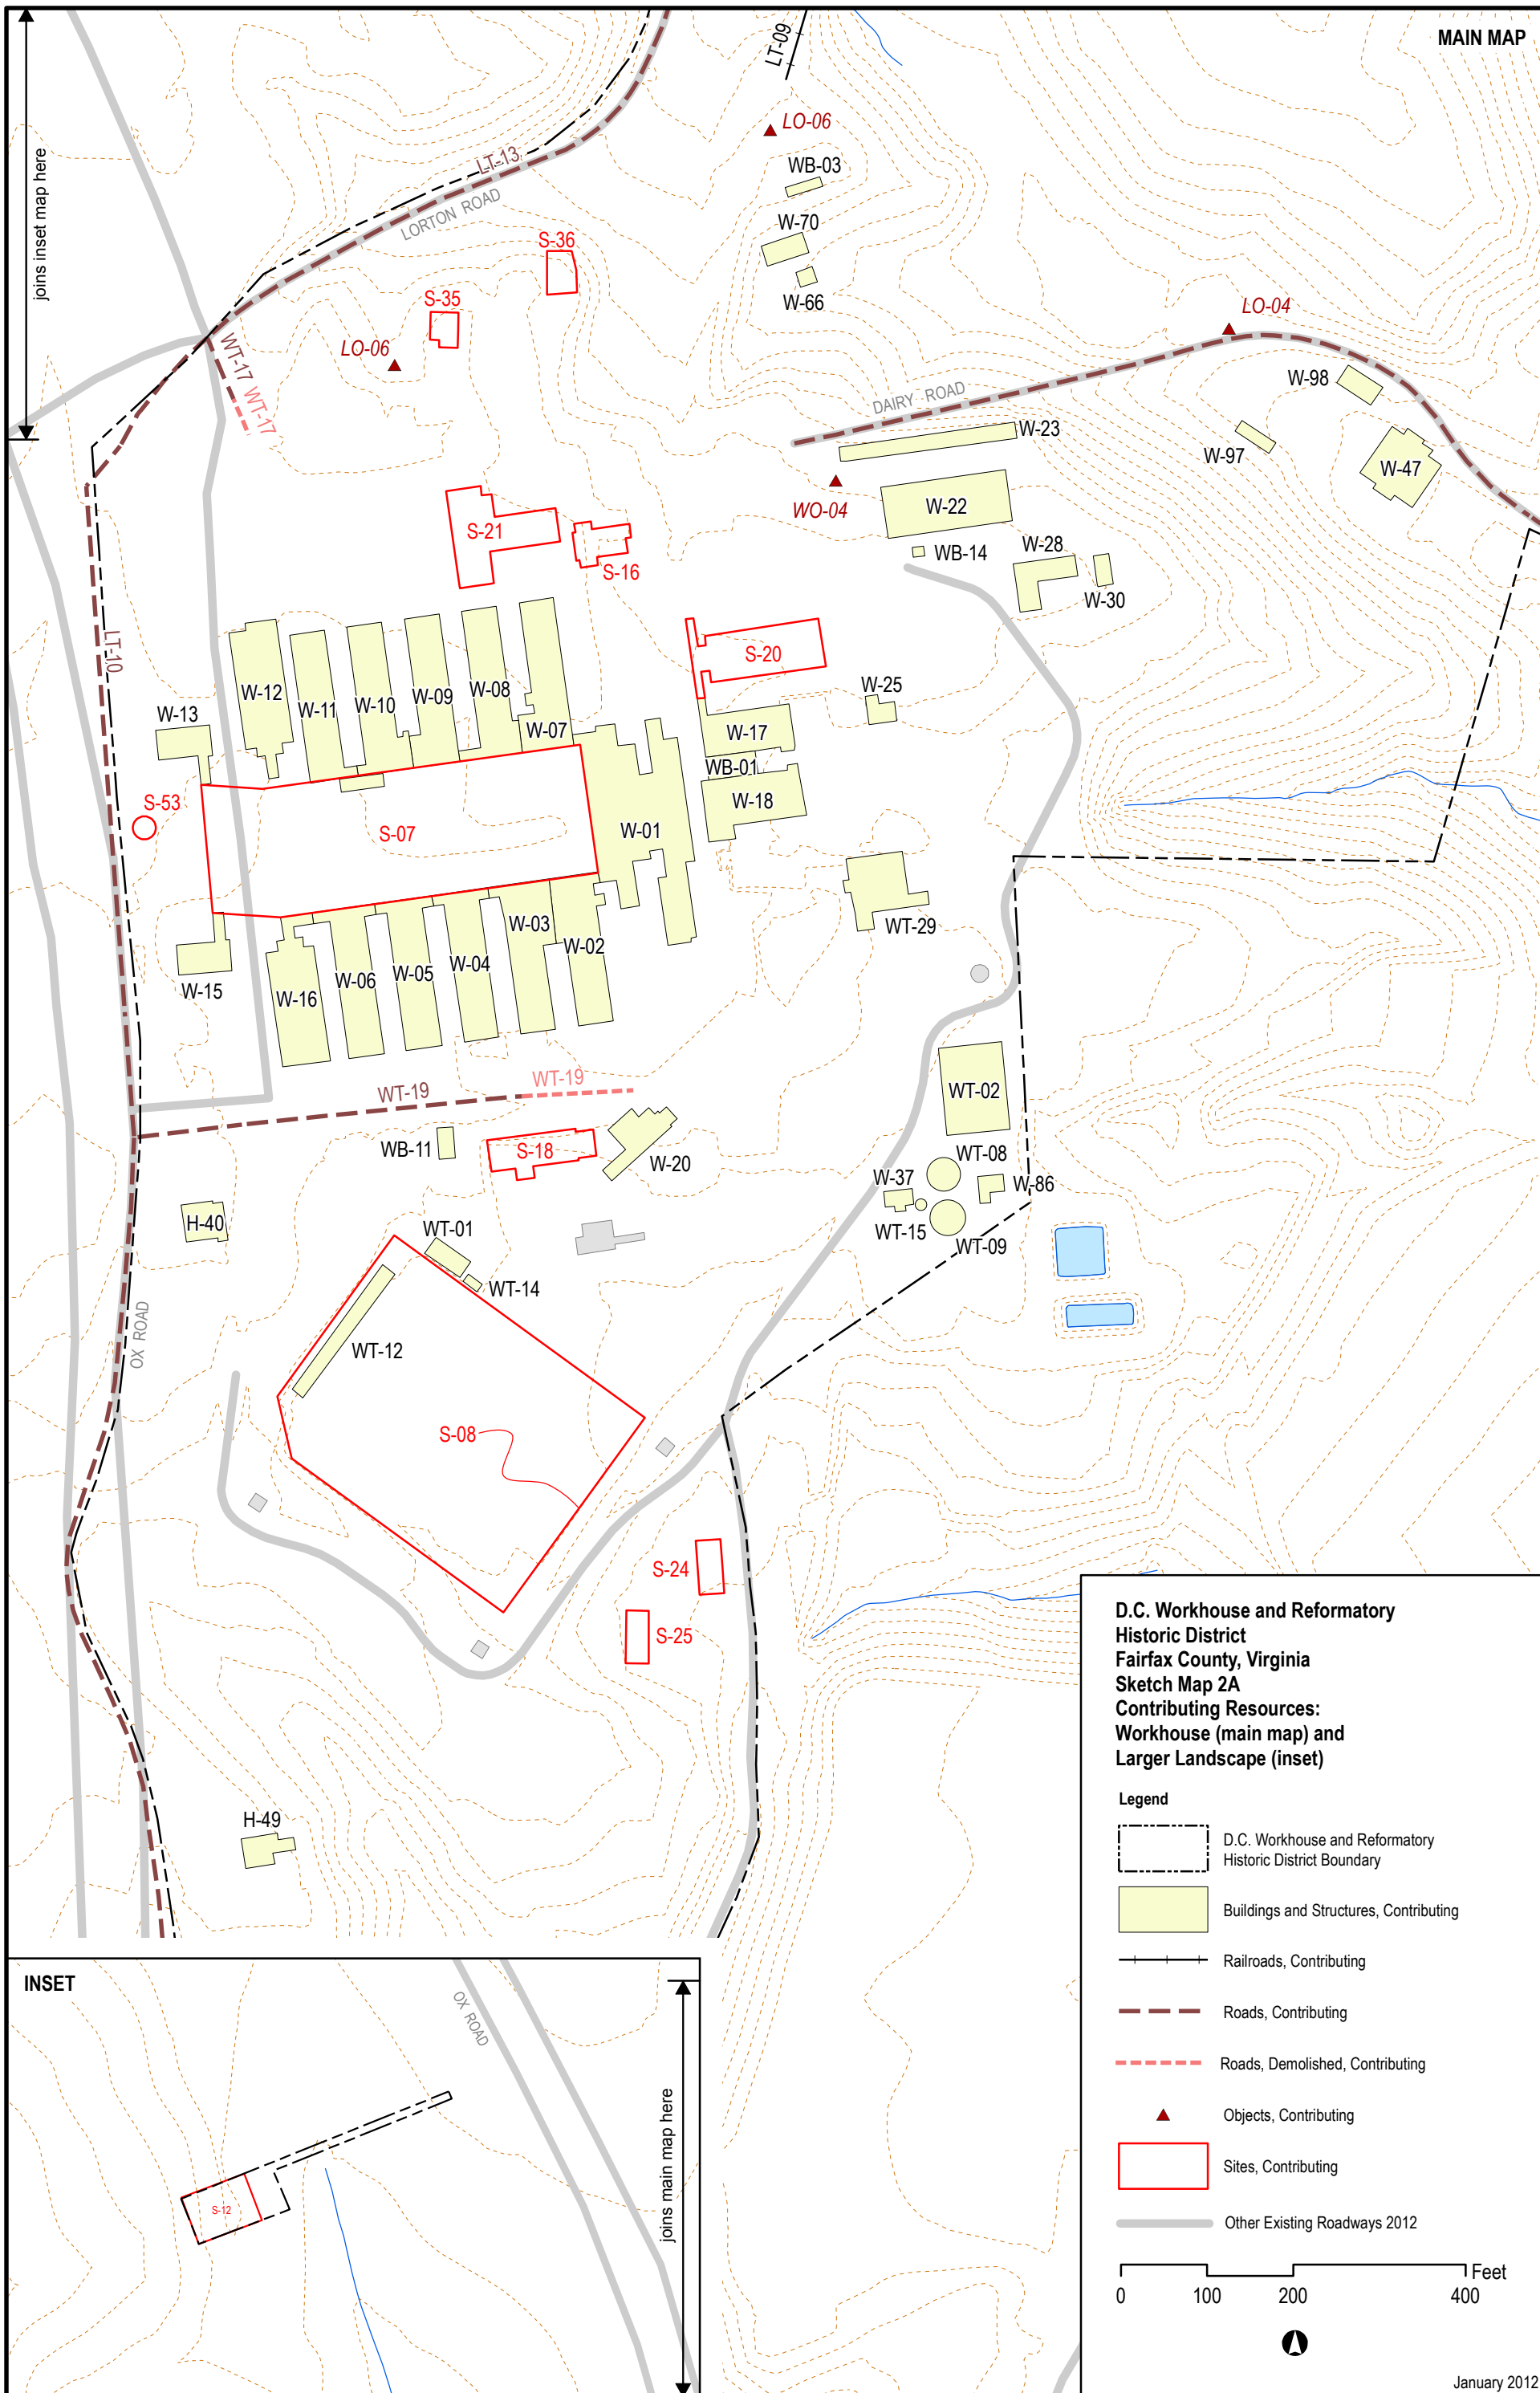 MAIN MAP
joins inset map here
LT-09
LO-06
WB-03
LT-13
LORTON ROAD
W-70
S-36
W-66
S-35
LO-04
LO-06
WT-17
WT-17
W-98
DAIRY ROAD
W-23
W-97
W-47
WO-04
W-22
S-21
S-16
WB-14
W-28
W-30
LT-10
S-20
W-12
W-11
W-10
W-09
W-08
W-07
W-25
W-13
W-17
WB-01
W-18
S-53
S-07
W-01
WT-29
W-03
W-02
W-04
W-05
W-06
W-16
W-15
WT-19
WT-19
WT-02
WB-11
S-18
W-20
WT-08
W-37
W-86
WT-15
WT-09
H-40
WT-01
WT-14
OX ROAD
WT-12
S-08
S-24
S-25
H-49
D.C. Workhouse and Reformatory
Historic District
Fairfax County, Virginia
Sketch Map 2A
Contributing Resources:
Workhouse (main map) and
Larger Landscape (inset)
Legend
D.C. Workhouse and Reformatory
Historic District Boundary
Buildings and Structures, Contributing
Railroads, Contributing
Roads, Contributing
Roads, Demolished, Contributing
Objects, Contributing
Sites, Contributing
Other Existing Roadways 2012
Feet
0 100 200 400
January 2012
INSET
OX ROAD
joins main map here
S-12